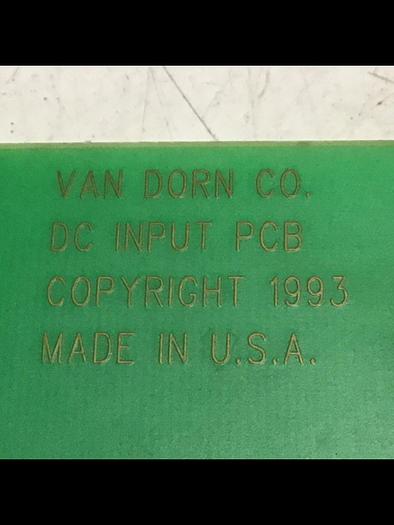 VAN DORN CO.
DC INPUT PCB
COPYRIGHT 1993
MADE IN U.S.A.